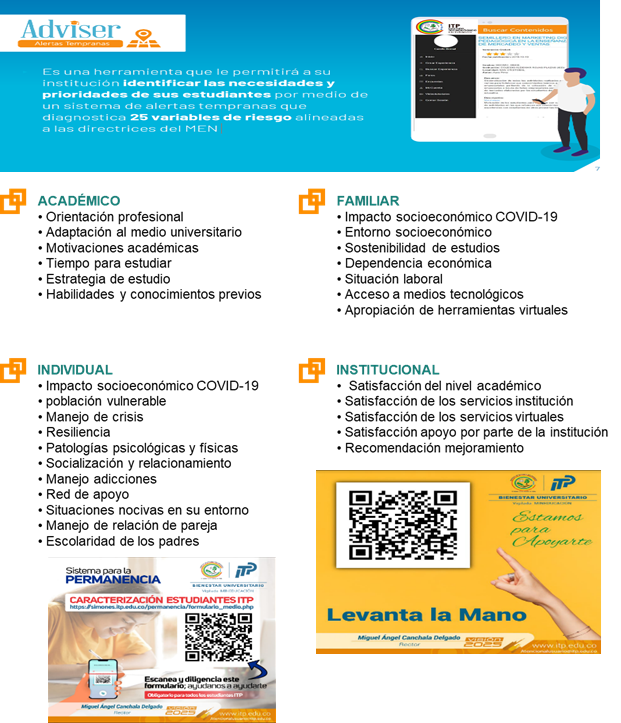 Adviser
Alertas Tempranas
Es una herramienta que le permitirá a su
institución identificar las necesidades y
prioridades de sus estudiantes por medio de
un sistema de alertas tempranas que
diagnostica 25 variables de riesgo alineadas
a las directrices del MEN
ITP
Buscar Contenidos
7
ACADÉMICO
• Orientación profesional
• Adaptación al medio universitario
• Motivaciones académicas
• Tiempo para estudiar
• Estrategia de estudio
• Habilidades y conocimientos previos
FAMILIAR
• Impacto socioeconómico COVID-19
• Entorno socioeconómico
• Sostenibilidad de estudios
• Dependencia económica
• Situación laboral
• Acceso a medios tecnológicos
• Apropiación de herramientas virtuales
INDIVIDUAL
• Impacto socioeconómico COVID-19
• población vulnerable
• Manejo de crisis
• Resiliencia
• Patologías psicológicas y físicas
• Socialización y relacionamiento
• Manejo adicciones
• Red de apoyo
• Situaciones nocivas en su entorno
• Manejo de relación de pareja
• Escolaridad de los padres
INSTITUCIONAL
• Satisfacción del nivel académico
• Satisfacción de los servicios institución
• Satisfacción de los servicios virtuales
• Satisfacción apoyo por parte de la institución
• Recomendación mejoramiento
ITP
BIENESTAR UNIVERSITARIO
Estamos
para
Apoyarte
Levanta la Mano
Miguel Ángel Canchala Delgado
Rector
VISIÓN
2025
www.itp.edu.co
Sistema para la
PERMANENCIA
ITP
BIENESTAR UNIVERSITARIO
CARACTERIZACIÓN ESTUDIANTES ITP
https://simones.itp.edu.co/permanencia/formulario_medio.php
Escanea y diligencia este
formulario; ayúdanos a ayudarte
Obligatorio para todos los estudiantes ITP
Miguel Ángel Canchala Delgado
Rector
VISIÓN
2025
www.itp.edu.co